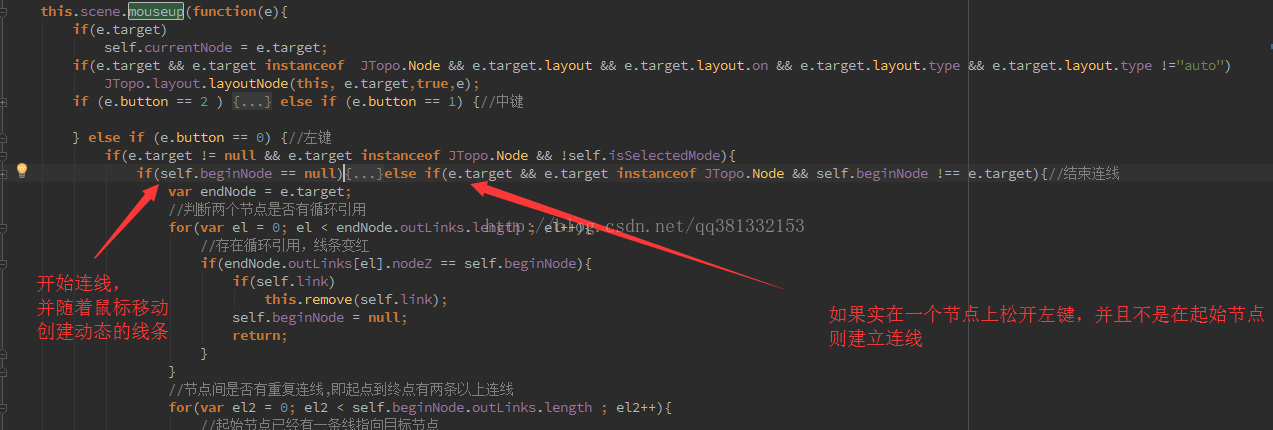 this.scene.mouseup(function(e){
if(e.target)
self.currentNode = e.target;
if(e.target && e.target instanceof  JTopo.Node && e.target.layout && e.target.layout.on && e.target.layout.type && e.target.layout.type !="auto")
JTopo.layout.layoutNode(this, e.target,true,e);
if (e.button == 2 ) {...} else if (e.button == 1) {//中键
} else if (e.button == 0) {//左键
if(e.target != null && e.target instanceof JTopo.Node && !self.isSelectedMode){
if(self.beginNode == null){...}else if(e.target && e.target instanceof JTopo.Node && self.beginNode !== e.target){//结束连线
var endNode = e.target;
//判断两个节点是否有循环引用
for(var el = 0; el < endNode.outLinks.length ; el++){
http://blog.csdn.net/qq381332153
//存在循环引用，线条变红
if(endNode.outLinks[el].nodeZ == self.beginNode){
if(self.link)
this.remove(self.link);
self.beginNode = null;
return;
}
}
//节点间是否有重复连线,即起点到终点有两条以上连线
for(var el2 = 0; el2 < self.beginNode.outLinks.length ; el2++){
//起始节点已经有一条线指向目标节点
开始连线，
并随着鼠标移动
创建动态的线条
如果实在一个节点上松开左键，并且不是在起始节点
则建立连线